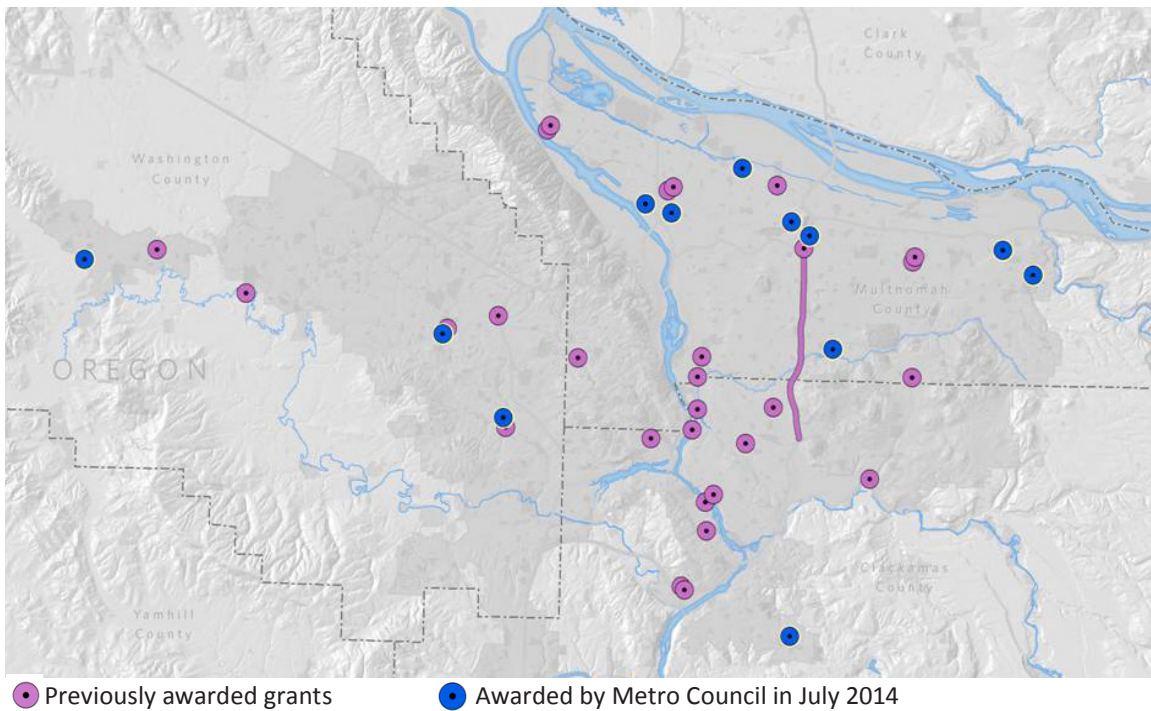 Clark
County
Washington
County
Multnomah
County
OREGON
Clackamas
County
Yamhill
County
Previously awarded grants
Awarded by Metro Council in July 2014